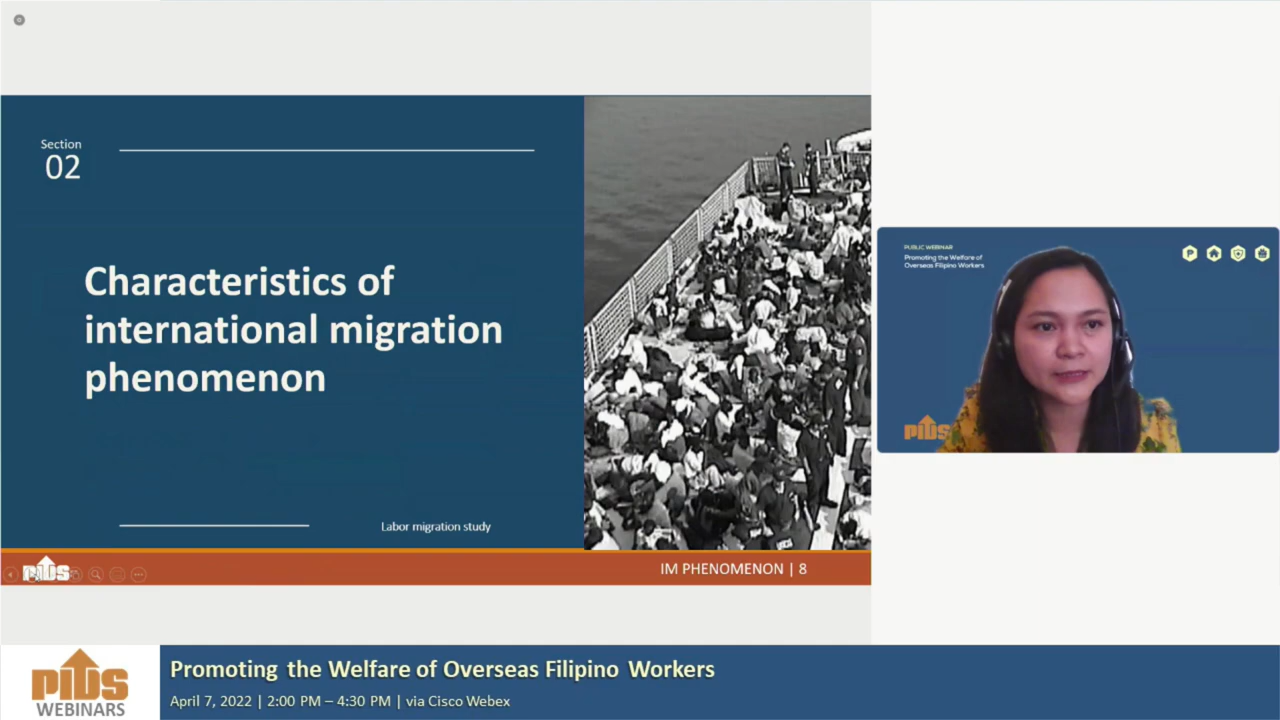 Section
02
Characteristics of
international migration
phenomenon
Labor migration study
PIDS
IM PHENOMENON | 8
PUBLIC WEBINAR
Promoting the Welfare of
Overseas Filipino Workers
P
PIDS
PIDS
WEBINARS
Promoting the Welfare of Overseas Filipino Workers
April 7, 2022 | 2:00 PM – 4:30 PM | via Cisco Webex